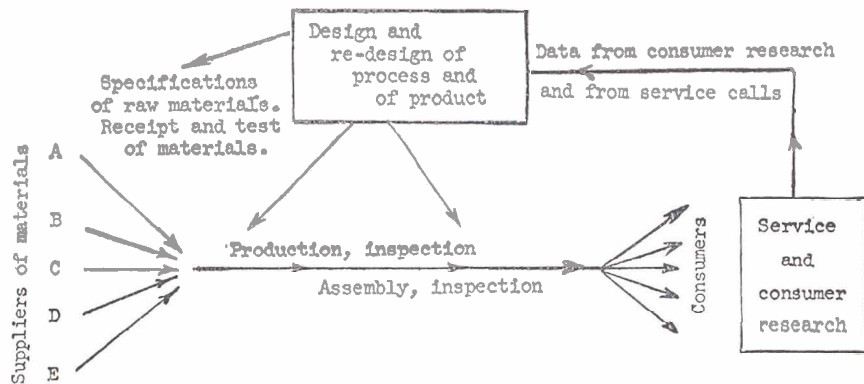 Design and
re-design of
process and
of product
Data from consumer research
and from service calls
Specifications
of raw materials.
Receipt and test
of materials.
Suppliers of materials
A
B
C
D
E
Production, inspection
Assembly, inspection
Consumers
Service
and
consumer
research